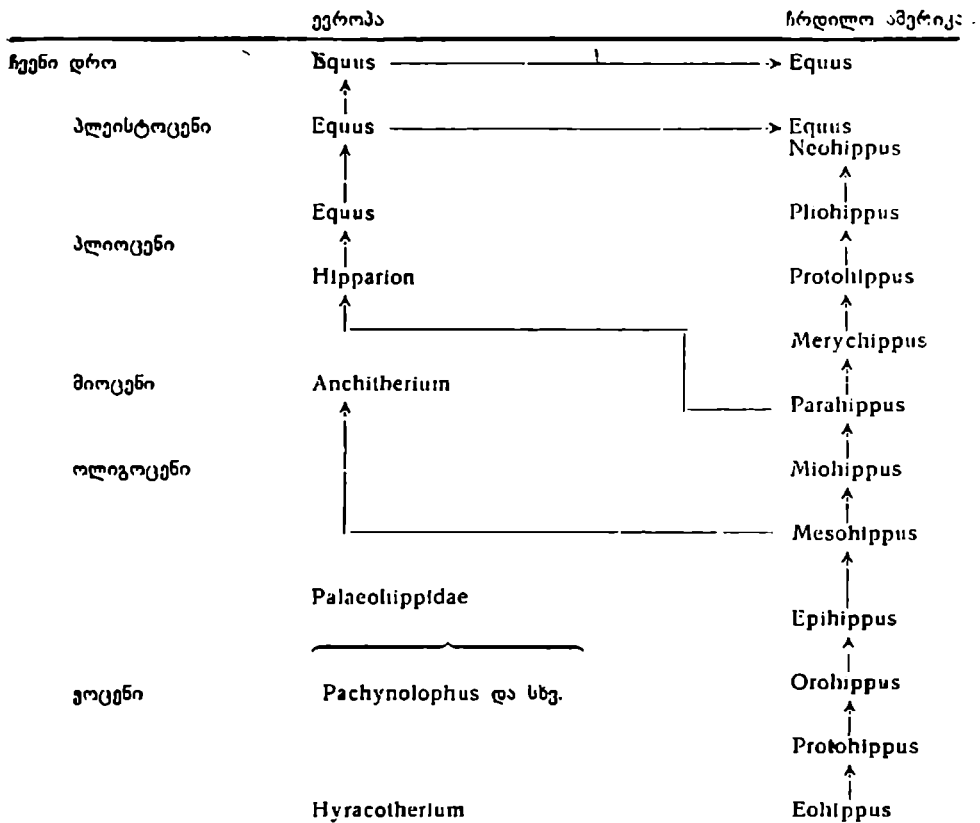 ევროპა ჩრდილო ამერიკა
ჩვენი დრო Equus Equus
პლეისტოცენი Equus Equus
Neohippus
Equus Pliohippus
პლიოცენი
Hipparion Protohippus
Merychippus
მიოცენი Anchitherium Parahippus
ოლიგოცენი Miohippus
Mesohippus
Palaeohippidae
Epihippus
ეოცენი Pachynolophus და სხვ. Orohippus
Protohippus
Hyracotherium Eohippus